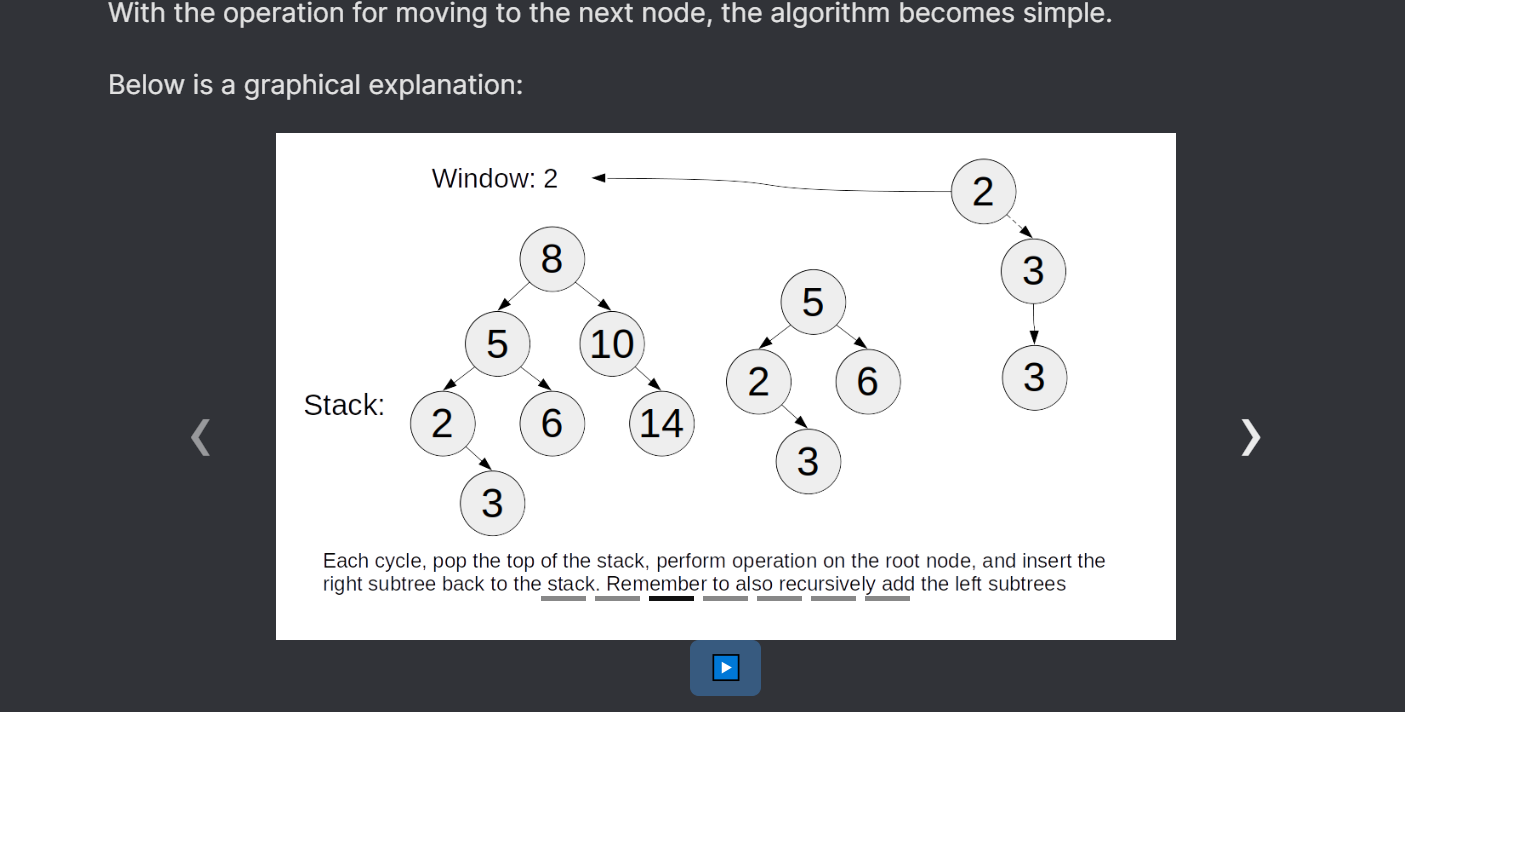 With the operation for moving to the next node, the algorithm becomes simple.
Below is a graphical explanation:
Window: 2
2
8
3
5
5
10
2
6
3
Stack:
2
6
14
3
3
Each cycle, pop the top of the stack, perform operation on the root node, and insert the
right subtree back to the stack. Remember to also recursively add the left subtrees